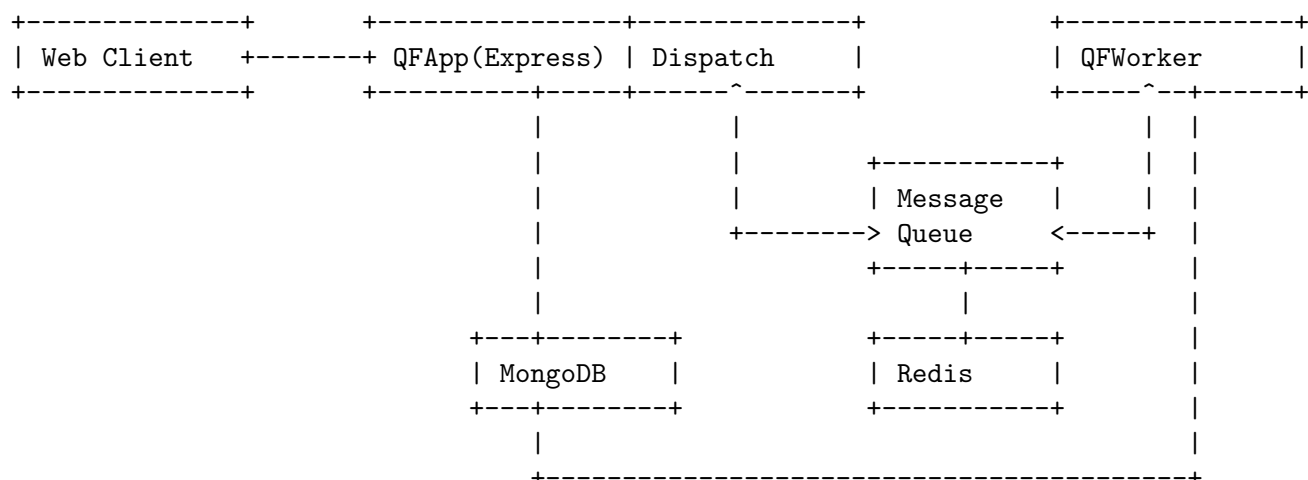 Web Client QFApp(Express) Dispatch QFWorker
Message
Queue
MongoDB Redis